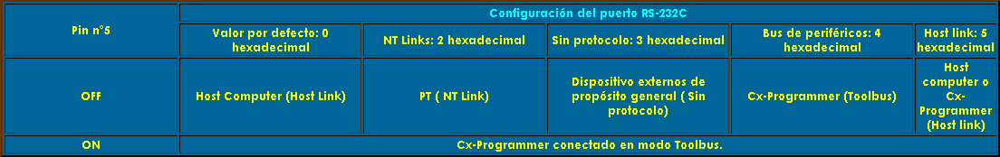 Configuración del puerto RS-232C
Pin n°5
Valor por defecto: 0
hexadecimal
NT Links: 2 hexadecimal
Sin protocolo: 3 hexadecimal
Bus de periféricos: 4
hexadecimal
Host link: 5
hexadecimal
OFF
Host Computer (Host Link)
PT ( NT Link)
Dispositivo externos de
propósito general ( Sin
protocolo)
Cx-Programmer (Toolbus)
Host
computer o
Cx-
Programmer
(Host link)
ON
Cx-Programmer conectado en modo Toolbus.